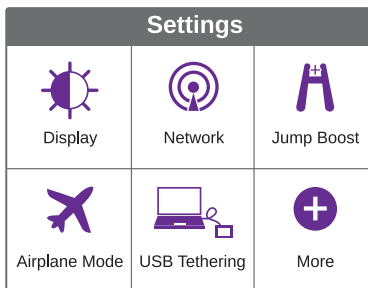 Settings
Display
Network
Jump Boost
Airplane Mode
USB Tethering
More